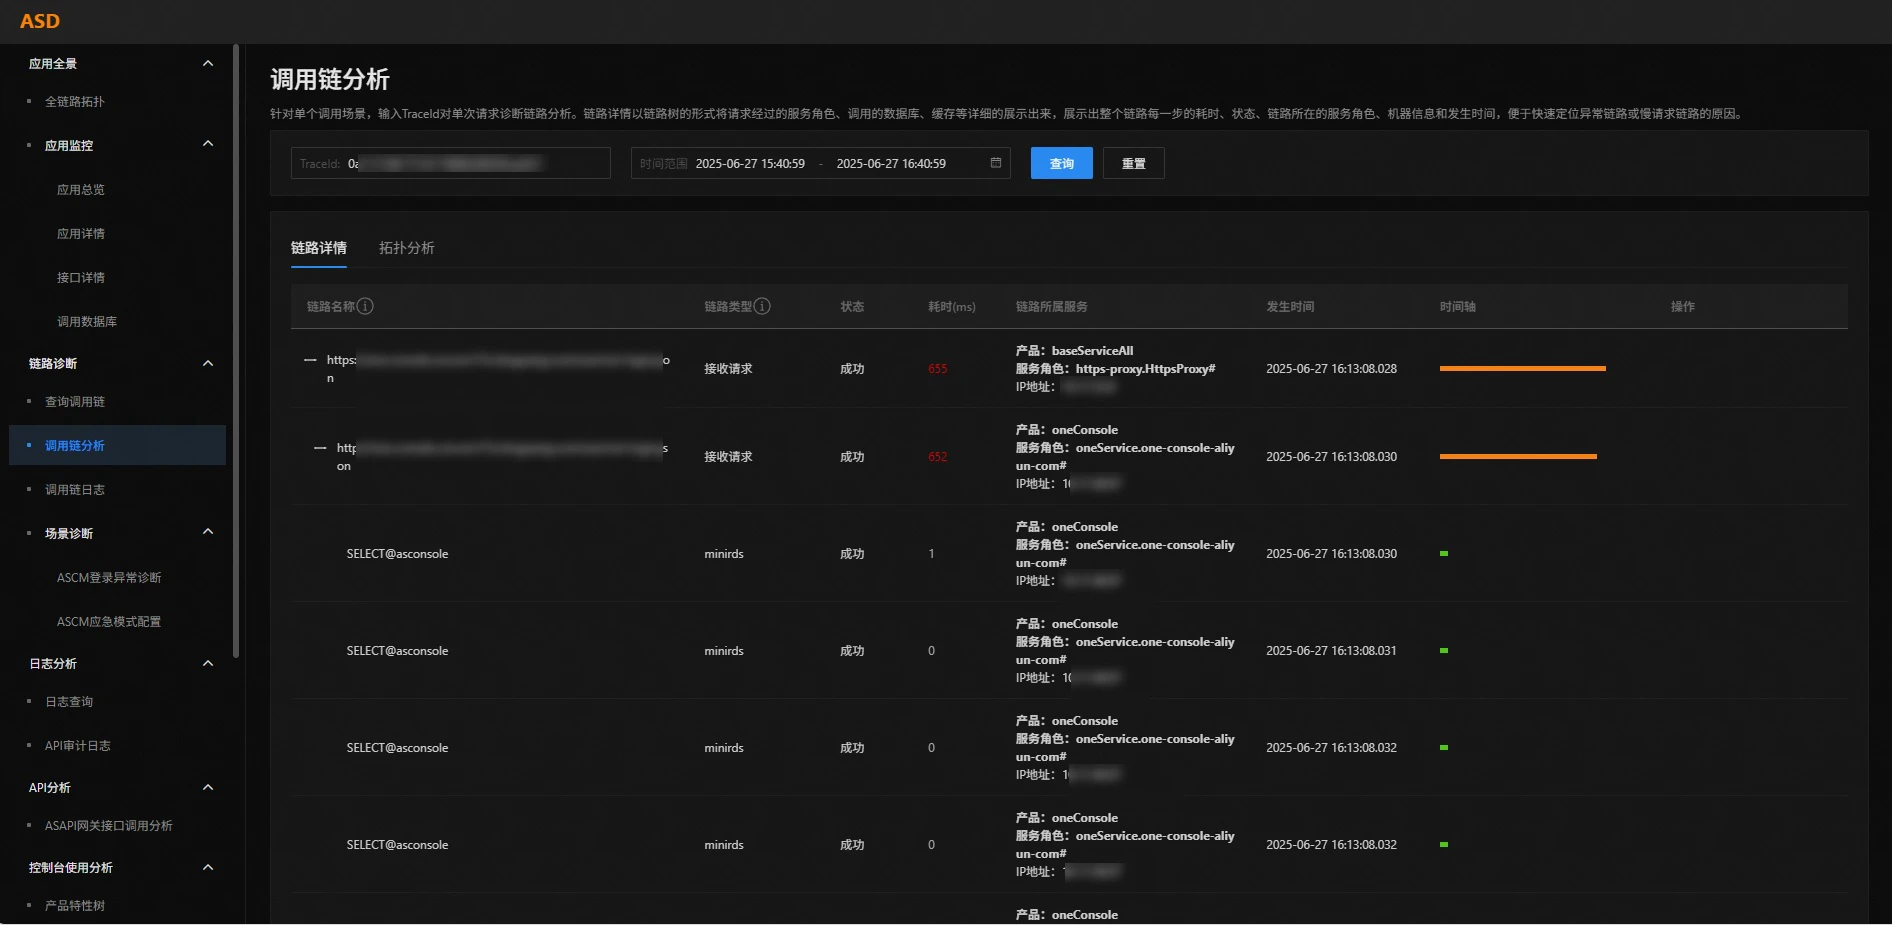 ASD
应用全景
全链路拓扑
应用监控
应用总览
应用详情
接口详情
调用数据库
链路诊断
查询调用链
调用链分析
调用链日志
场景诊断
ASCM登录异常诊断
ASCM应急模式配置
日志分析
日志查询
API审计日志
API分析
ASAPI网关接口调用分析
控制台使用分析
产品特性树
调用链分析
针对单个调用场景，输入TraceId对单次请求诊断链路分析。链路详情以链路树的形式将请求经过的服务角色、调用的数据库、缓存等详细的展示出来，展示出整个链路每一步的耗时、状态、链路所在的服务角色、机器信息和发生时间，便于快速定位异常链路或慢请求链路的原因。
TraceId: 0a 时间范围 2025-06-27 15:40:59 - 2025-06-27 16:40:59 查询 重置
链路详情 拓扑分析
链路名称 链路类型 状态 耗时(ms) 链路所属服务 发生时间 时间轴 操作
产品：baseServiceAll
https: o
n
接收请求 成功 655 服务角色：https-proxy.HttpsProxy# 2025-06-27 16:13:08.028
IP地址：
产品：oneConsole
http s
on
接收请求 成功 652 服务角色：oneService.one-console-aliy
un-com# 2025-06-27 16:13:08.030
IP地址：10
产品：oneConsole
SELECT@asconsole minirds 成功 1 服务角色：oneService.one-console-aliy
un-com# 2025-06-27 16:13:08.030
IP地址：
产品：oneConsole
SELECT@asconsole minirds 成功 0 服务角色：oneService.one-console-aliy
un-com# 2025-06-27 16:13:08.031
IP地址：10
产品：oneConsole
SELECT@asconsole minirds 成功 0 服务角色：oneService.one-console-aliy
un-com# 2025-06-27 16:13:08.032
IP地址：1
产品：oneConsole
SELECT@asconsole minirds 成功 0 服务角色：oneService.one-console-aliy
un-com# 2025-06-27 16:13:08.032
IP地址：
产品：oneConsole